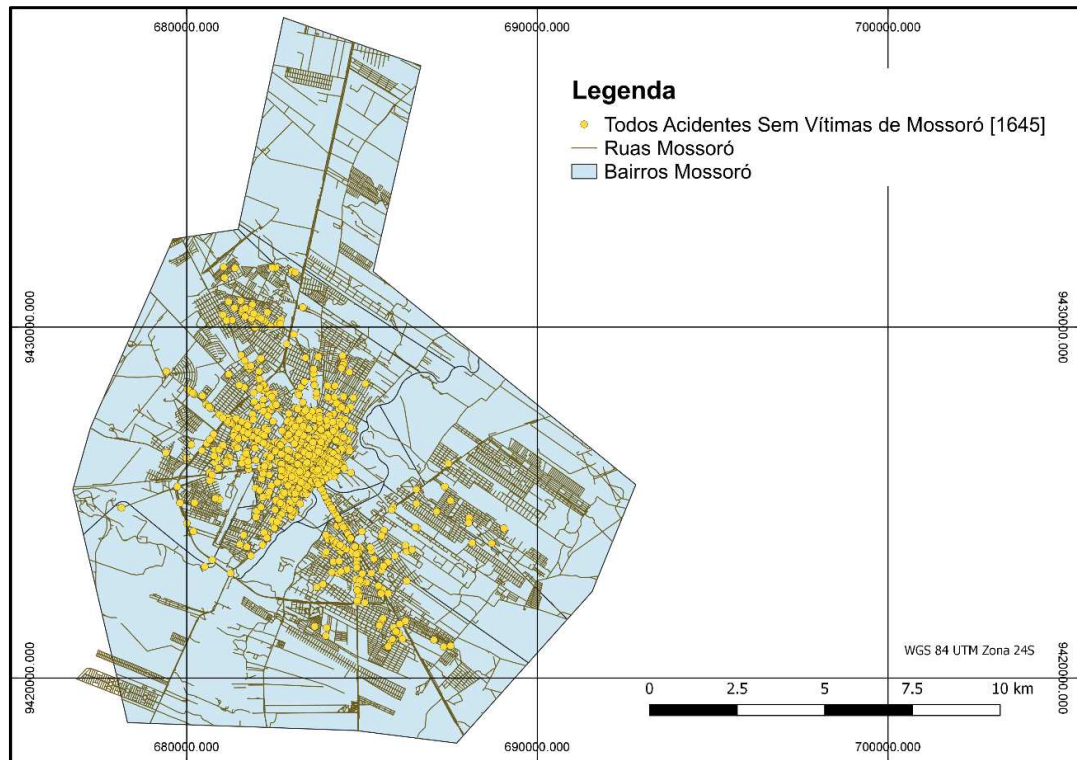 680000.000 690000.000 700000.000
Legenda
Todos Acidentes Sem Vítimas de Mossoró [1645]
Ruas Mossoró
Bairros Mossoró
9430000.000 9430000.000
WGS 84 UTM Zona 24S
9420000.000 9420000.000
0 2.5 5 7.5 10 km
680000.000 690000.000 700000.000